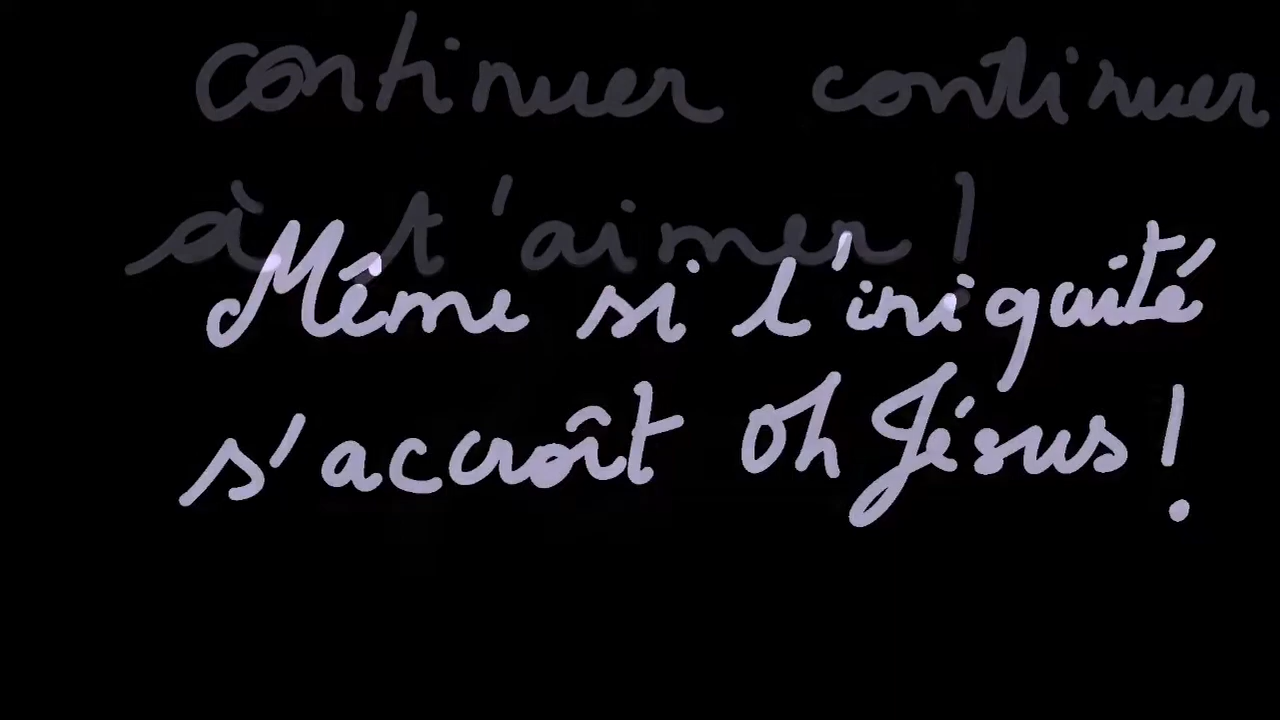 continuer continuer
à t'aimer !
Même si l'iniquité
s'accroît Oh Jésus !